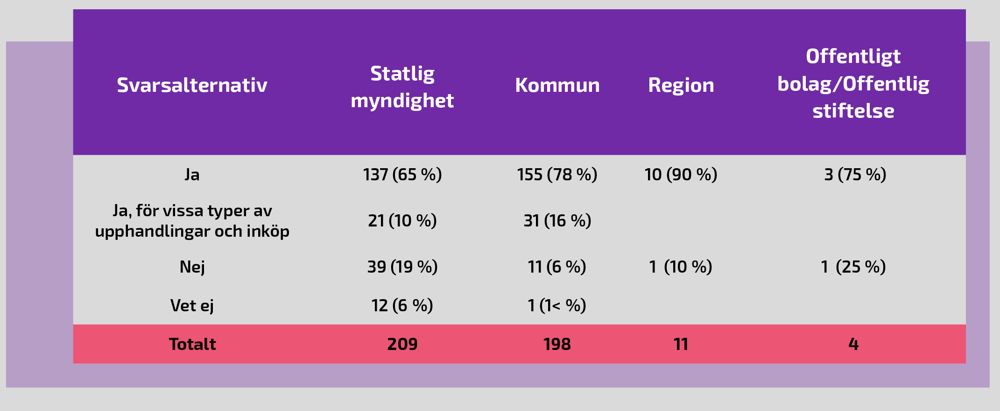 Svarsalternativ
Statlig
myndighet
Kommun
Region
Offentligt
bolag/Offentlig
stiftelse
Ja
137 (65 %)
155 (78 %)
10 (90 %)
3 (75 %)
Ja, för vissa typer av
upphandlingar och inköp
21 (10 %)
31 (16 %)
Nej
39 (19 %)
11 (6 %)
1 (10 %)
1 (25 %)
Vet ej
12 (6 %)
1 (1< %)
Totalt
209
198
11
4